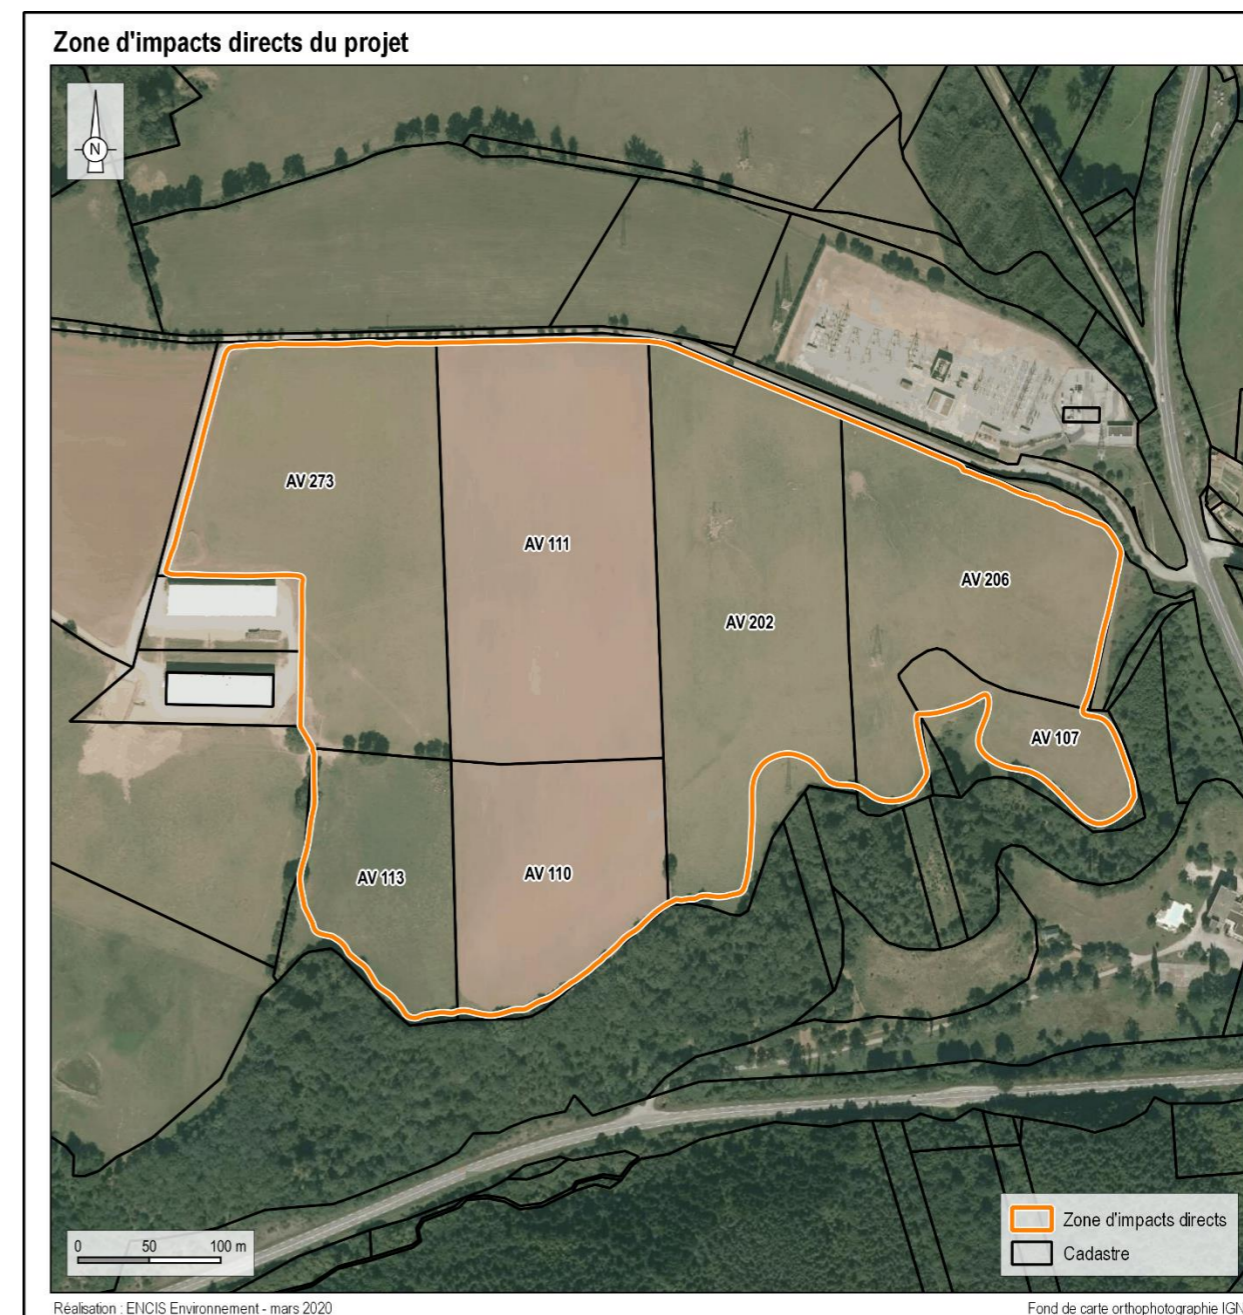 Zone d'impacts directs du projet
N
AV 273
AV 111
AV 206
AV 202
AV 107
AV 113
AV 110
0 50 100 m
Zone d'impacts directs
Cadastre
Réalisation : ENCIS Environnement - mars 2020
Fond de carte orthophotographie IGN